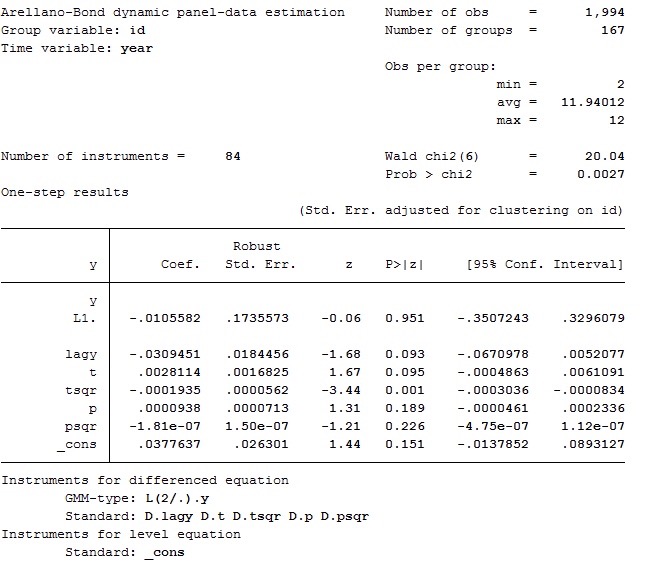 Arellano-Bond dynamic panel-data estimation Number of obs = 1,994
Group variable: id Number of groups = 167
Time variable: year
Obs per group:
min = 2
avg = 11.94012
max = 12
Number of instruments = 84 Wald chi2(6) = 20.04
Prob > chi2 = 0.0027
One-step results
(Std. Err. adjusted for clustering on id)
Robust
y Coef. Std. Err. z P>|z| [95% Conf. Interval]
y
L1. -.0105582 .1735573 -0.06 0.951 -.3507243 .3296079
lagy -.0309451 .0184456 -1.68 0.093 -.0670978 .0052077
t .0028114 .0016825 1.67 0.095 -.0004863 .0061091
tsqr -.0001935 .0000562 -3.44 0.001 -.0003036 -.0000834
p .0000938 .0000713 1.31 0.189 -.0000461 .0002336
psqr -1.81e-07 1.50e-07 -1.21 0.226 -4.75e-07 1.12e-07
_cons .0377637 .026301 1.44 0.151 -.0137852 .0893127
Instruments for differenced equation
GMM-type: L(2/.).y
Standard: D.lagy D.t D.tsqr D.p D.psqr
Instruments for level equation
Standard: _cons